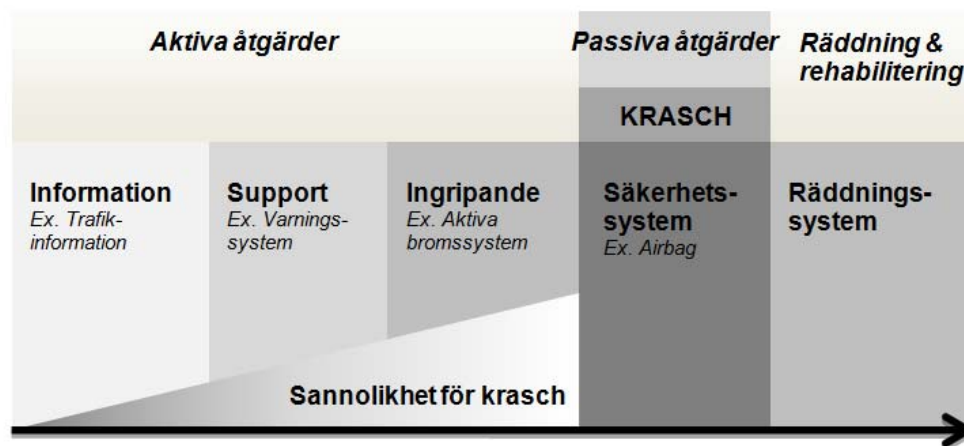 Aktiva åtgärder
Passiva åtgärder
Räddning &
rehabilitering
KRASCH
Information
Ex. Trafik-
information
Support
Ex. Varnings-
system
Ingripande
Ex. Aktiva
bromssystem
Säkerhets-
system
Ex. Airbag
Räddnings-
system
Sannolikhet för krasch